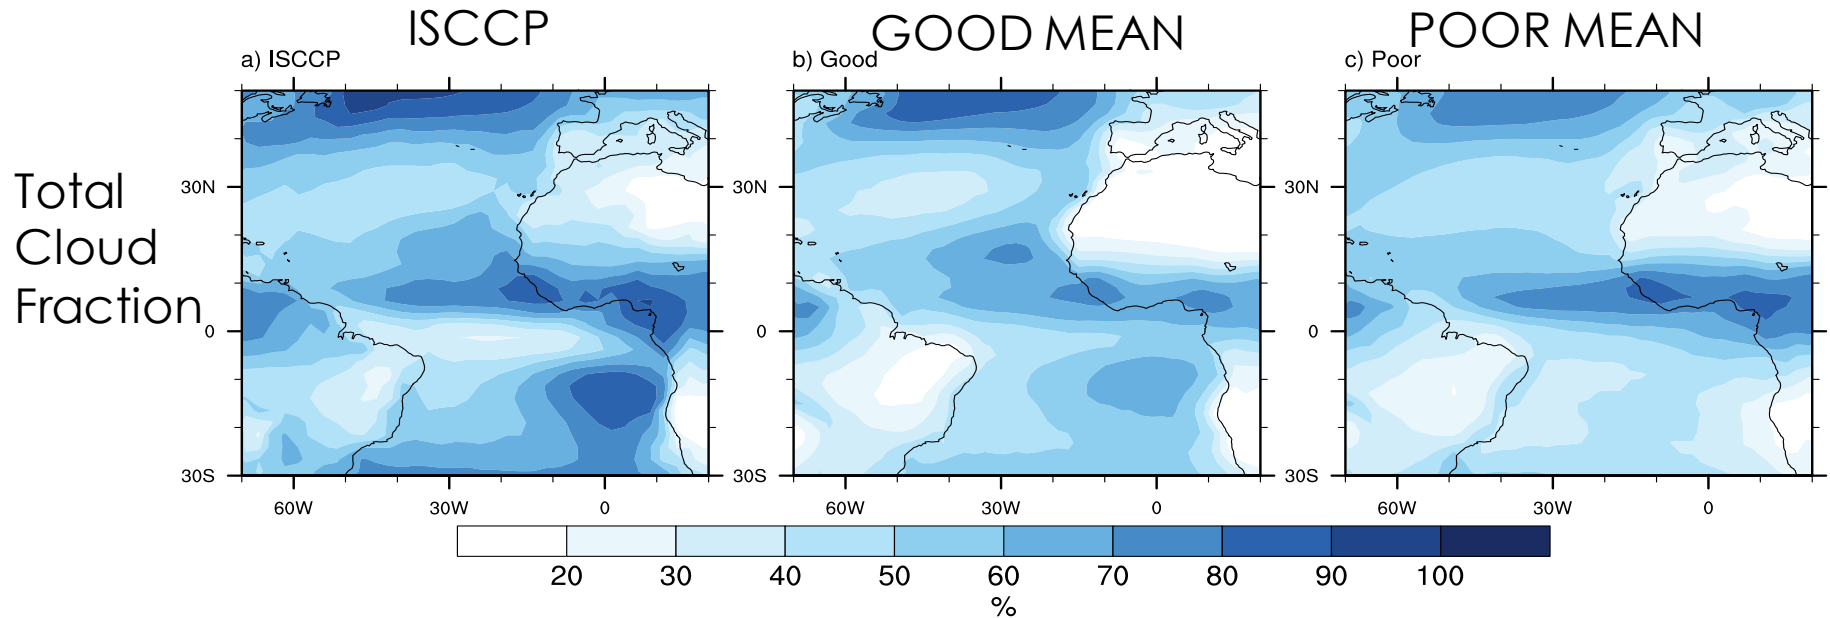 ISCCP
GOOD MEAN
POOR MEAN
a) ISCCP
b) Good
c) Poor
Total
Cloud
Fraction
30N
0
30S
60W
30W
0
30N
0
30S
60W
30W
0
30N
0
30S
60W
30W
0
20
30
40
50
60
70
80
90
100
%